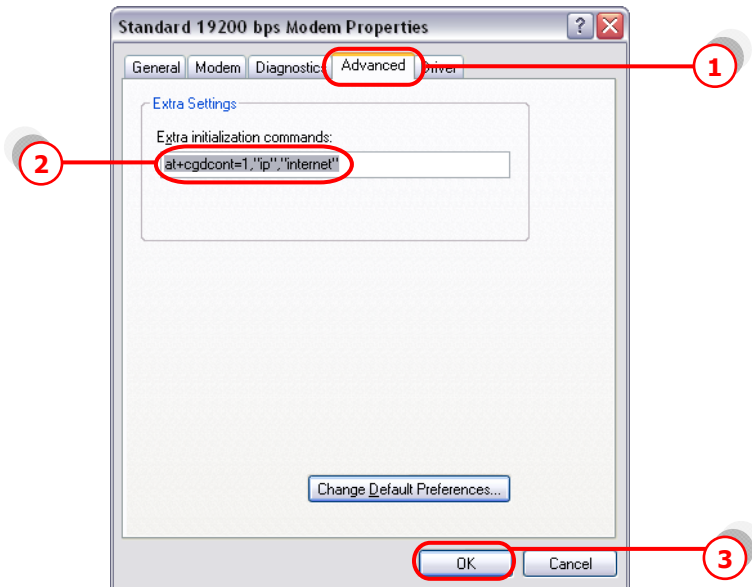 Standard 19200 bps Modem Properties
General Modem Diagnostics Advanced Driver
1
Extra Settings
Extra initialization commands:
2
at+cgdcont=1,"ip","internet"
Change Default Preferences...
OK Cancel
3